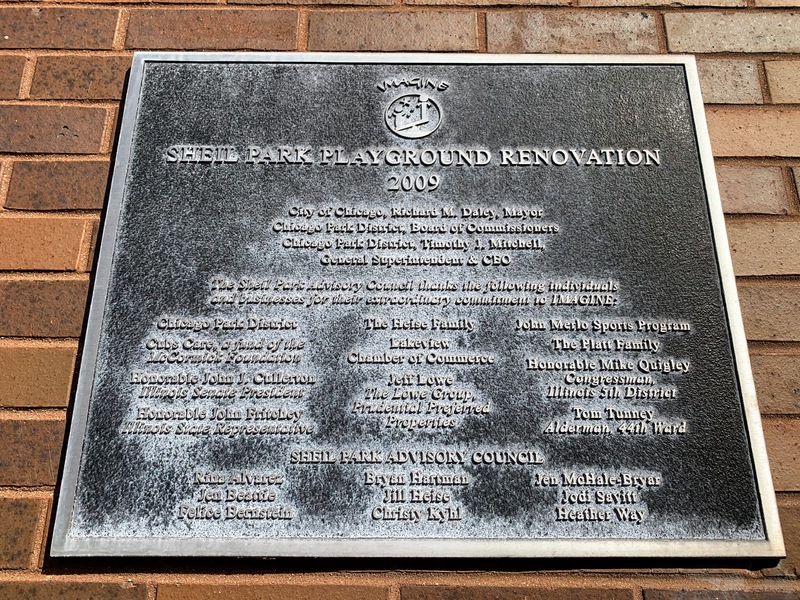 IMAGINE
SHEIL PARK PLAYGROUND RENOVATION
2009
City of Chicago, Richard M. Daley, Mayor
Chicago Park District, Board of Commissioners
Chicago Park District, Timothy J. Mitchell,
General Superintendent & CEO
The Sheil Park Advisory Council thanks the following individuals
and businesses for their extraordinary commitment to IMAGINE:
Chicago Park District
Cubs Care, a fund of the
McCormick Foundation
Honorable John J. Cullerton
Illinois Senate President
Honorable John Fritchey
Illinois State Representative
The Heise Family
Lakeview
Chamber of Commerce
Jeff Lowe
The Lowe Group,
Prudential Preferred
Properties
John Merlo Sports Program
The Platt Family
Honorable Mike Quigley
Congressman,
Illinois 5th District
Tom Tunney
Alderman, 44th Ward
SHEIL PARK ADVISORY COUNCIL
Rina Alvarez
Jen Beattie
Felice Bernstein
Bryan Hartman
Jill Heise
Christy Kyhl
Jen McHale-Bryar
Jodi Savitt
Heather Way